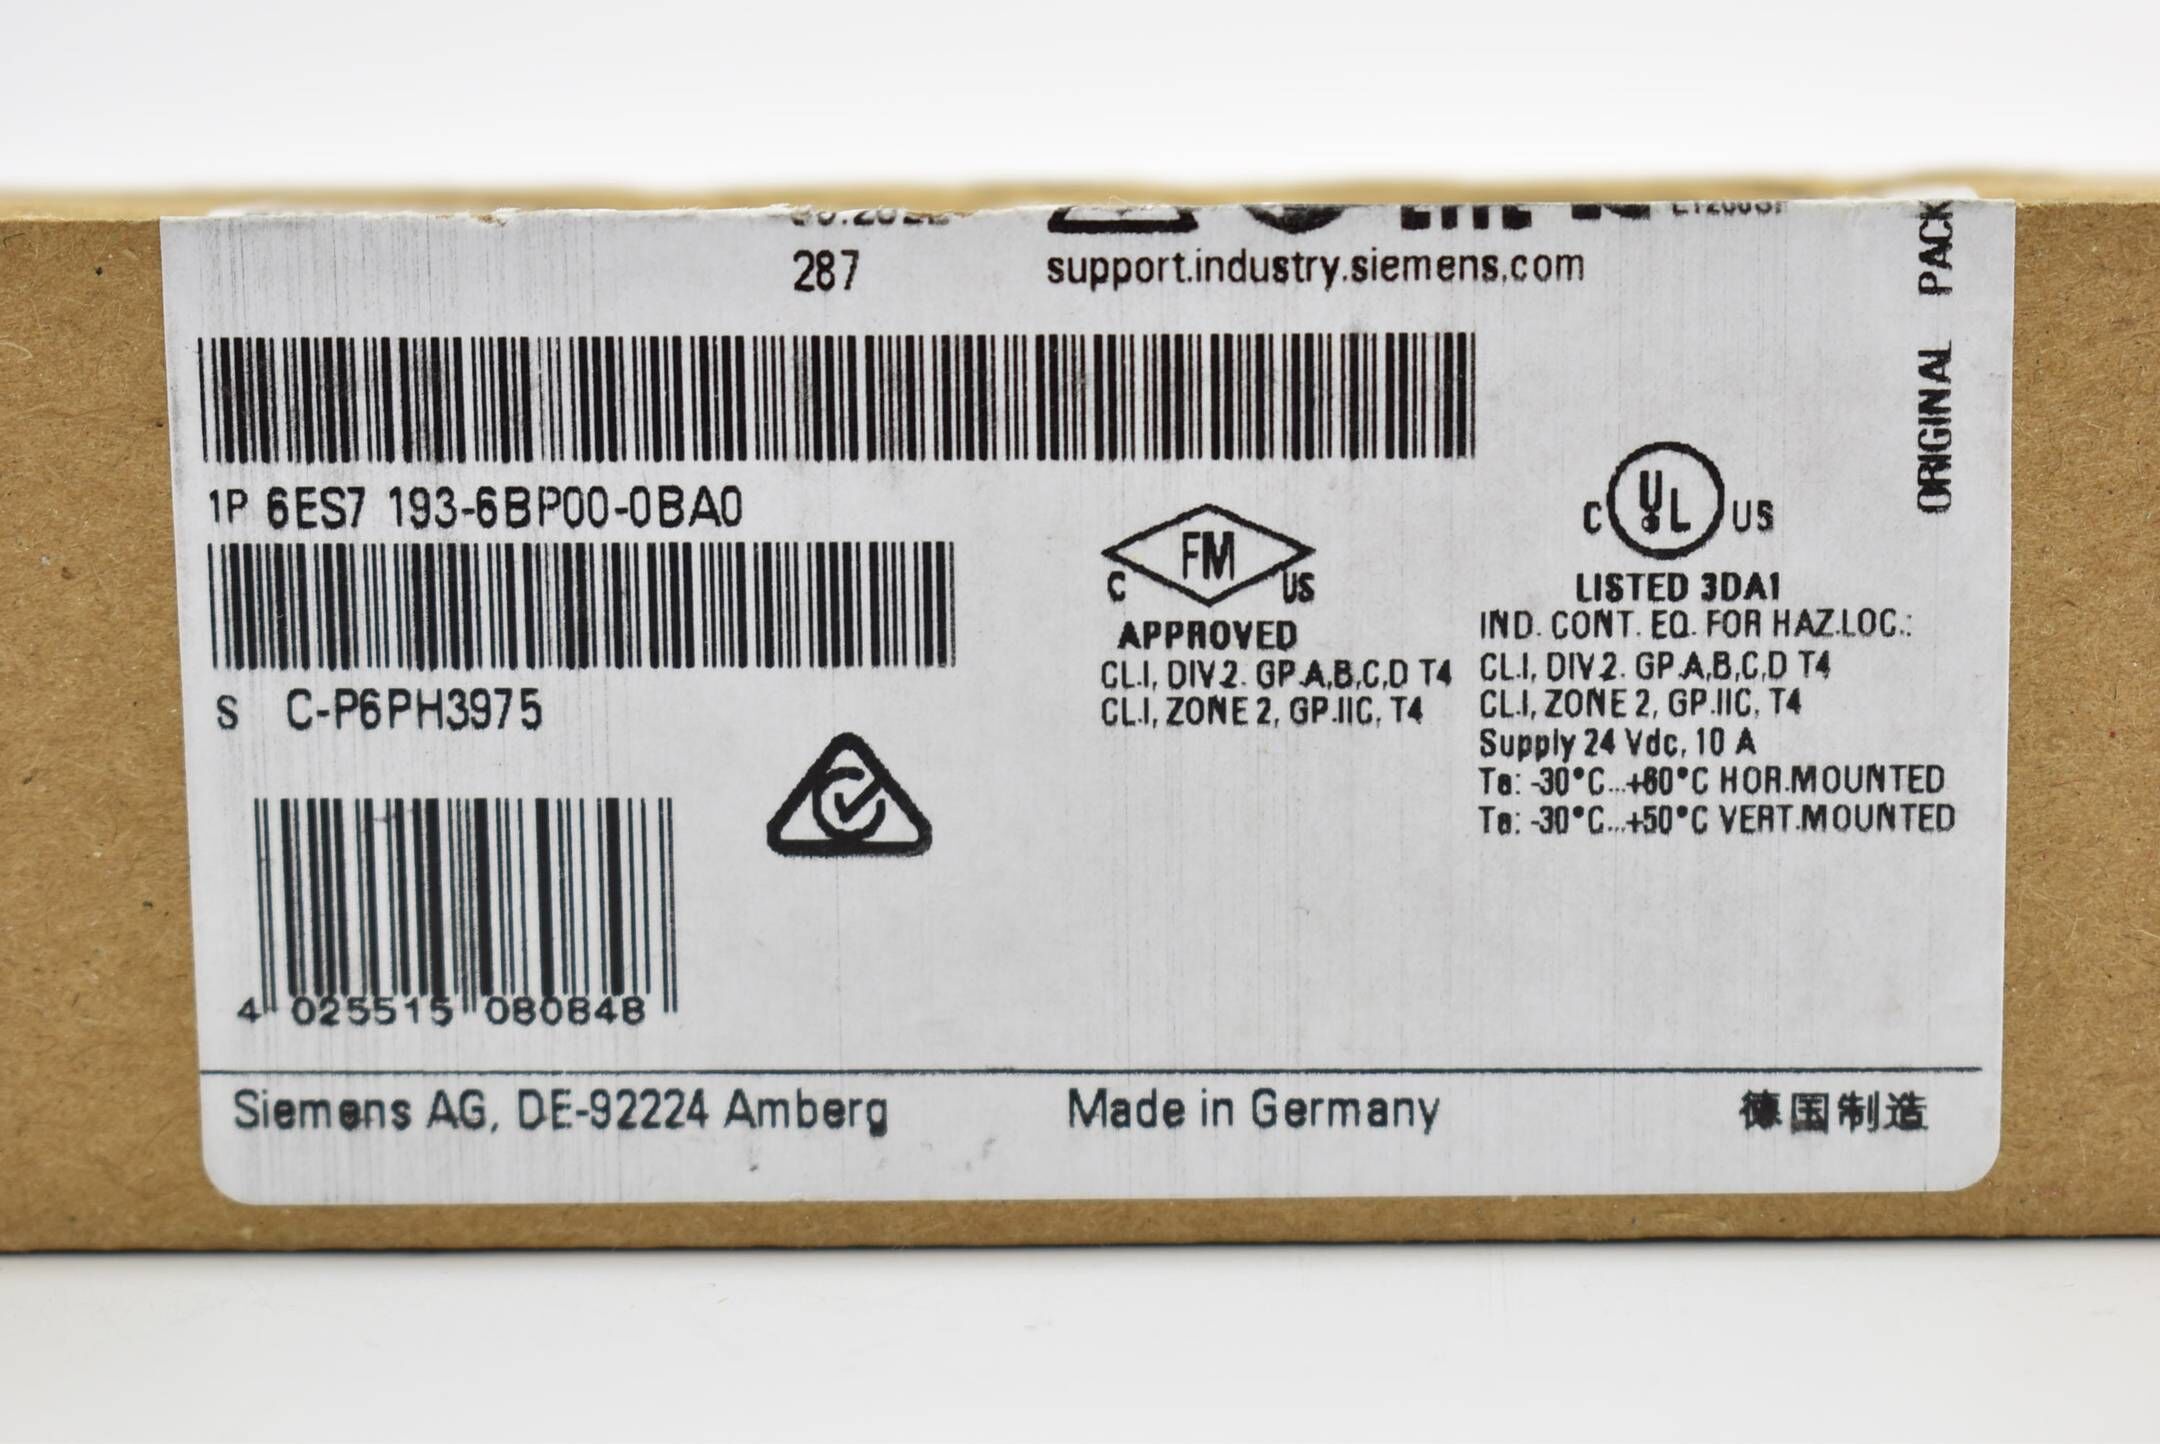 287
support.industry.siemens.com
ORIGINAL PACK
1P 6ES7 193-6BP00-0BA0
S C-P6PH3975
4 025515 080848
C FM US
APPROVED
CL.I, DIV.2. GP.A,B,C,D T4
CL.I, ZONE 2, GP.IIC, T4
C UL US
LISTED 3DA1
IND. CONT. EQ. FOR HAZ.LOC.:
CL.I, DIV.2. GP.A,B,C,D T4
CL.I, ZONE 2, GP.IIC, T4
Supply 24 Vdc, 10 A
Ta: -30°C...+60°C HOR.MOUNTED
Ta: -30°C...+50°C VERT.MOUNTED
Siemens AG, DE-92224 Amberg
Made in Germany
德国制造